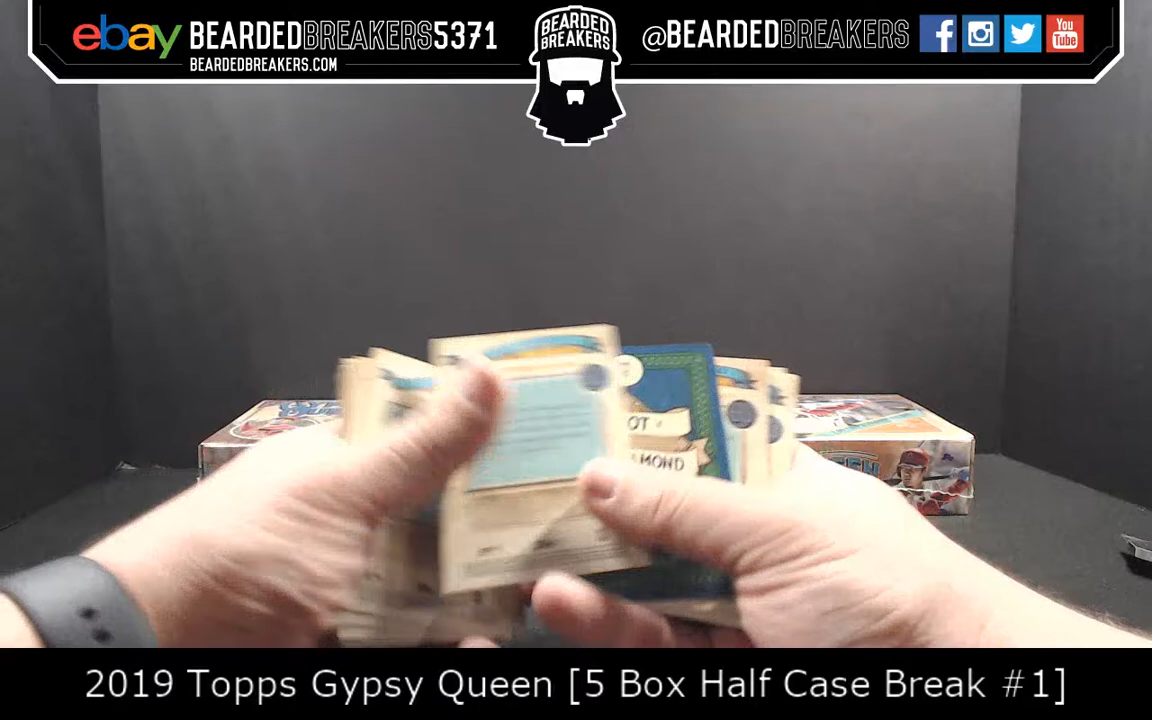 ebay BEARDEDBREAKERS5371
BEARDEDBREAKERS.COM
BEARDED
BREAKERS
@BEARDEDBREAKERS
f
You
Tube
OT
MOND
2019 Topps Gypsy Queen [5 Box Half Case Break #1]